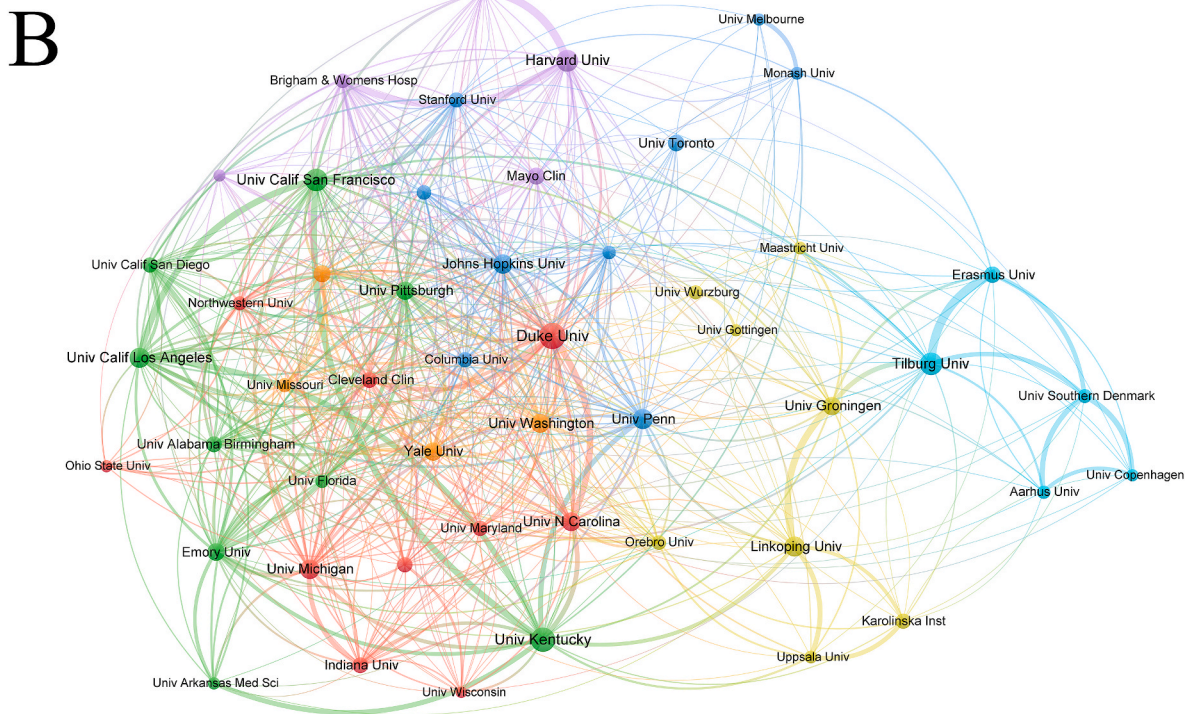 B
Univ Melbourne
Harvard Univ
Monash Univ
Brigham & Womens Hosp
Stanford Univ
Univ Toronto
Univ Calif San Francisco
Mayo Clin
Maastricht Univ
Univ Calif San Diego
Johns Hopkins Univ
Erasmus Univ
Univ Pittsburgh
Univ Wurzburg
Northwestern Univ
Univ Gottingen
Duke Univ
Univ Calif Los Angeles
Columbia Univ
Tilburg Univ
Univ Missouri
Cleveland Clin
Univ Southern Denmark
Univ Groningen
Univ Washington
Univ Penn
Univ Alabama Birmingham
Yale Univ
Ohio State Univ
Univ Copenhagen
Univ Florida
Aarhus Univ
Univ Maryland
Univ N Carolina
Orebro Univ
Linkoping Univ
Emory Univ
Univ Michigan
Karolinska Inst
Univ Kentucky
Uppsala Univ
Indiana Univ
Univ Arkansas Med Sci
Univ Wisconsin